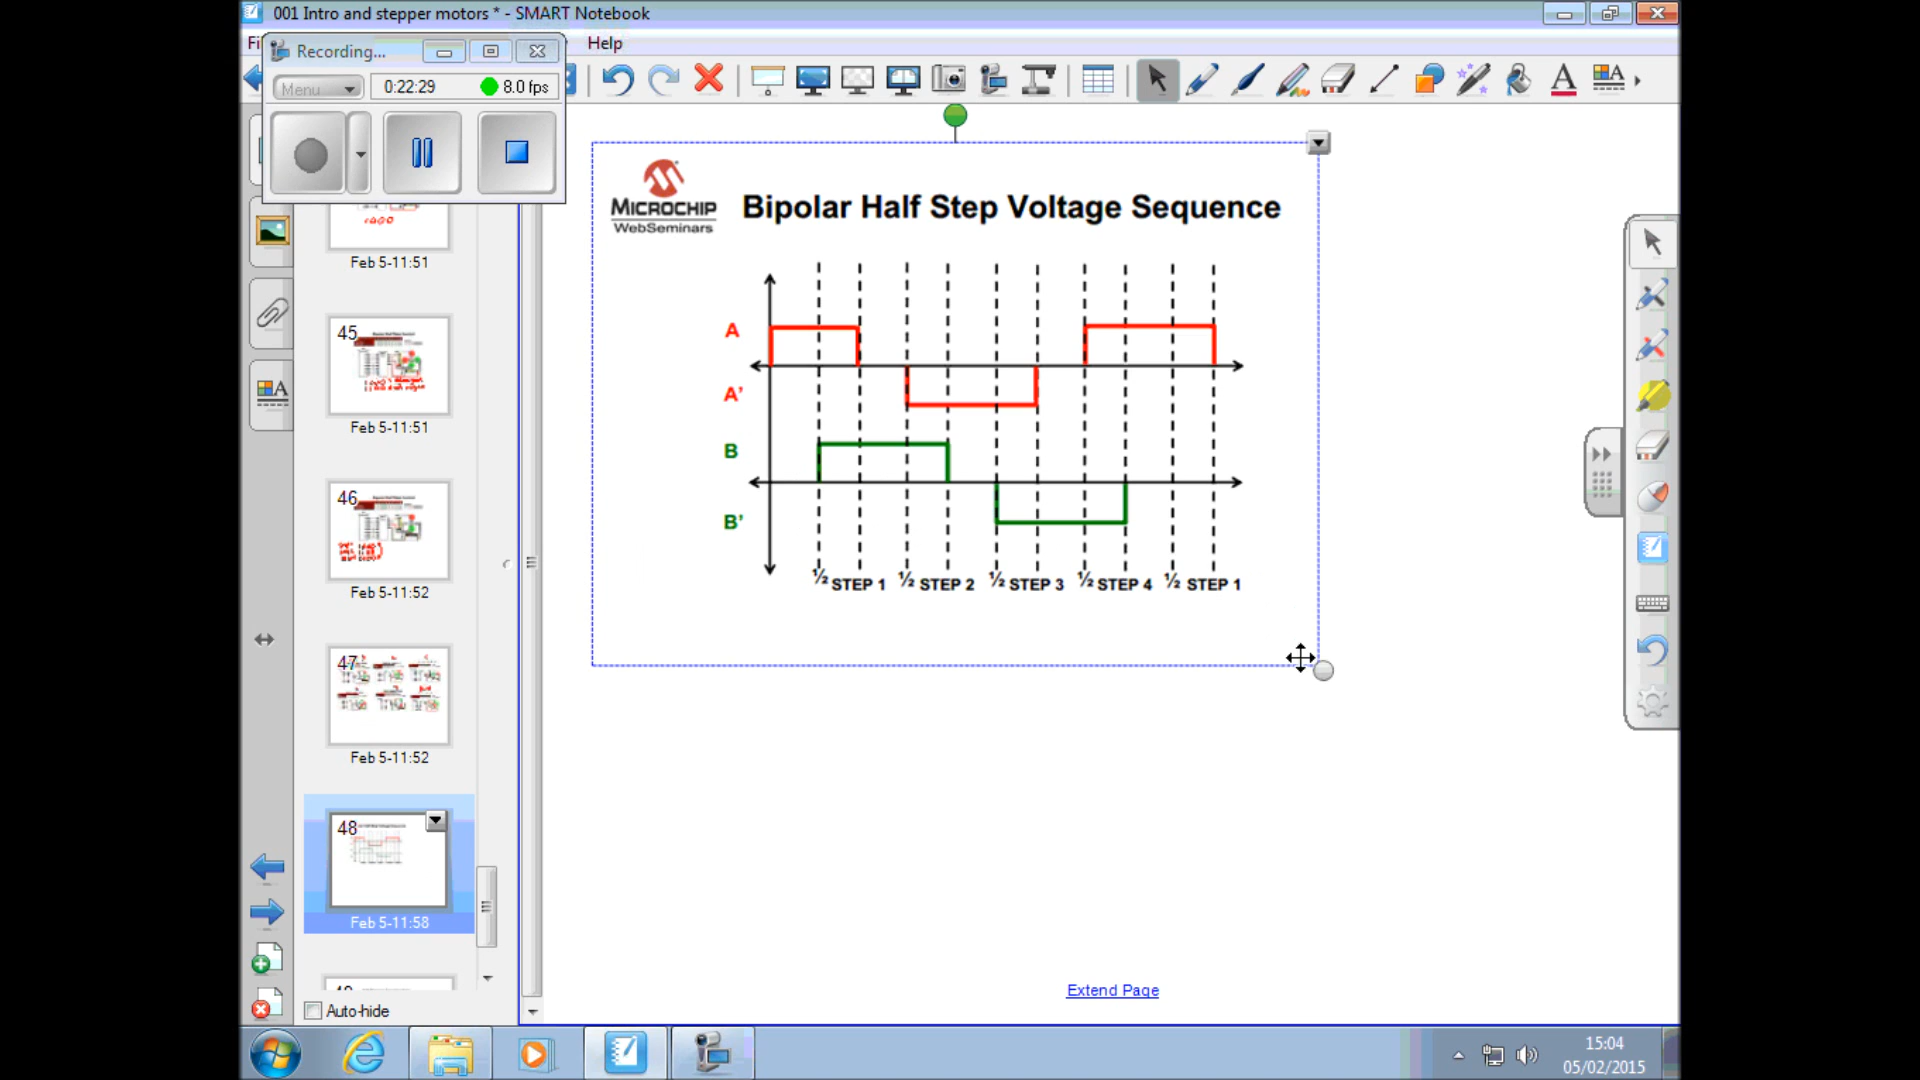 001 Intro and stepper motors * - SMART Notebook
Help
Recording...
Menu
0:22:29
8.0 fps
Feb 5-11:51
45
Feb 5-11:51
46
Feb 5-11:52
47
Feb 5-11:52
48
Feb 5-11:58
Auto-hide
MICROCHIP
WebSeminars
Bipolar Half Step Voltage Sequence
A
A'
B
B'
½ STEP 1 ½ STEP 2 ½ STEP 3 ½ STEP 4 ½ STEP 1
Extend Page
15:04
05/02/2015